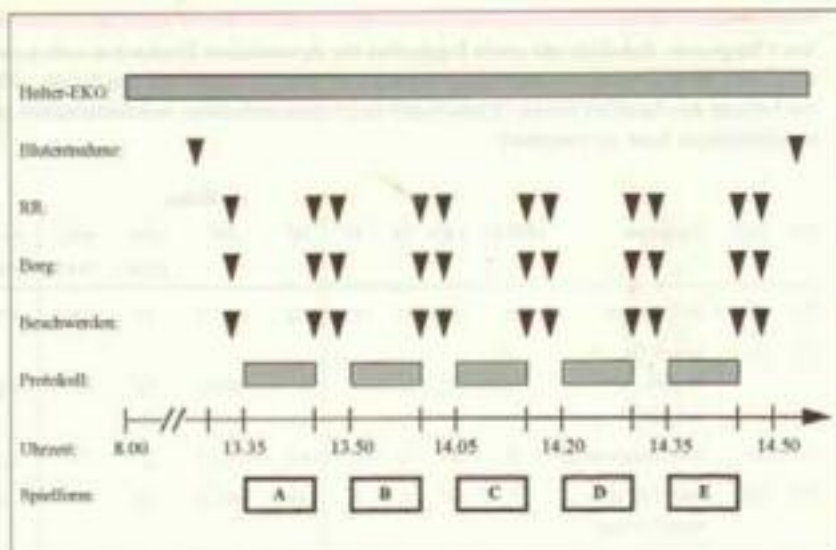 Holter-EKG:
Blutentnahme:
RR:
Borg:
Beschwerden:
Protokoll:
Uhrzeit: 8.00 13.35 13.50 14.05 14.20 14.35 14.50
Spielform: A B C D E